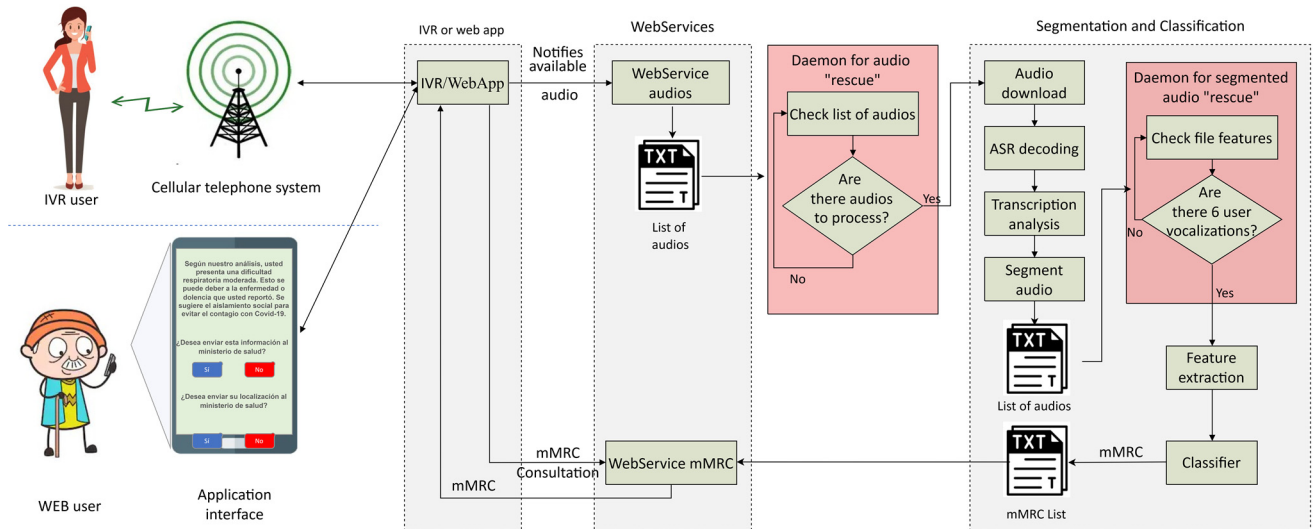 IVR user
Cellular telephone system
Según nuestro análisis, usted
presenta una dificultad
respiratoria moderada. Esto se
puede deber a la enfermedad o
dolencia que usted reportó. Se
sugiere el aislamiento social para
evitar el contagio con Covid-19.
¿Desea enviar esta información al
ministerio de salud?
Sí
No
¿Desea enviar su localización al
ministerio de salud?
Sí
No
WEB user
Application
interface
IVR or web app
IVR/WebApp
Notifies
available
audio
mMRC
Consultation
mMRC
WebServices
WebService
audios
TXT
T
List of
audios
WebService mMRC
Daemon for audio
"rescue"
Check list of audios
Are
there audios
to process?
Yes
No
Segmentation and Classification
Audio
download
ASR decoding
Transcription
analysis
Segment
audio
TXT
T
List of audios
Daemon for segmented
audio "rescue"
Check file features
Are
there 6 user
vocalizations?
No
Yes
Feature
extraction
Classifier
mMRC
TXT
T
mMRC List